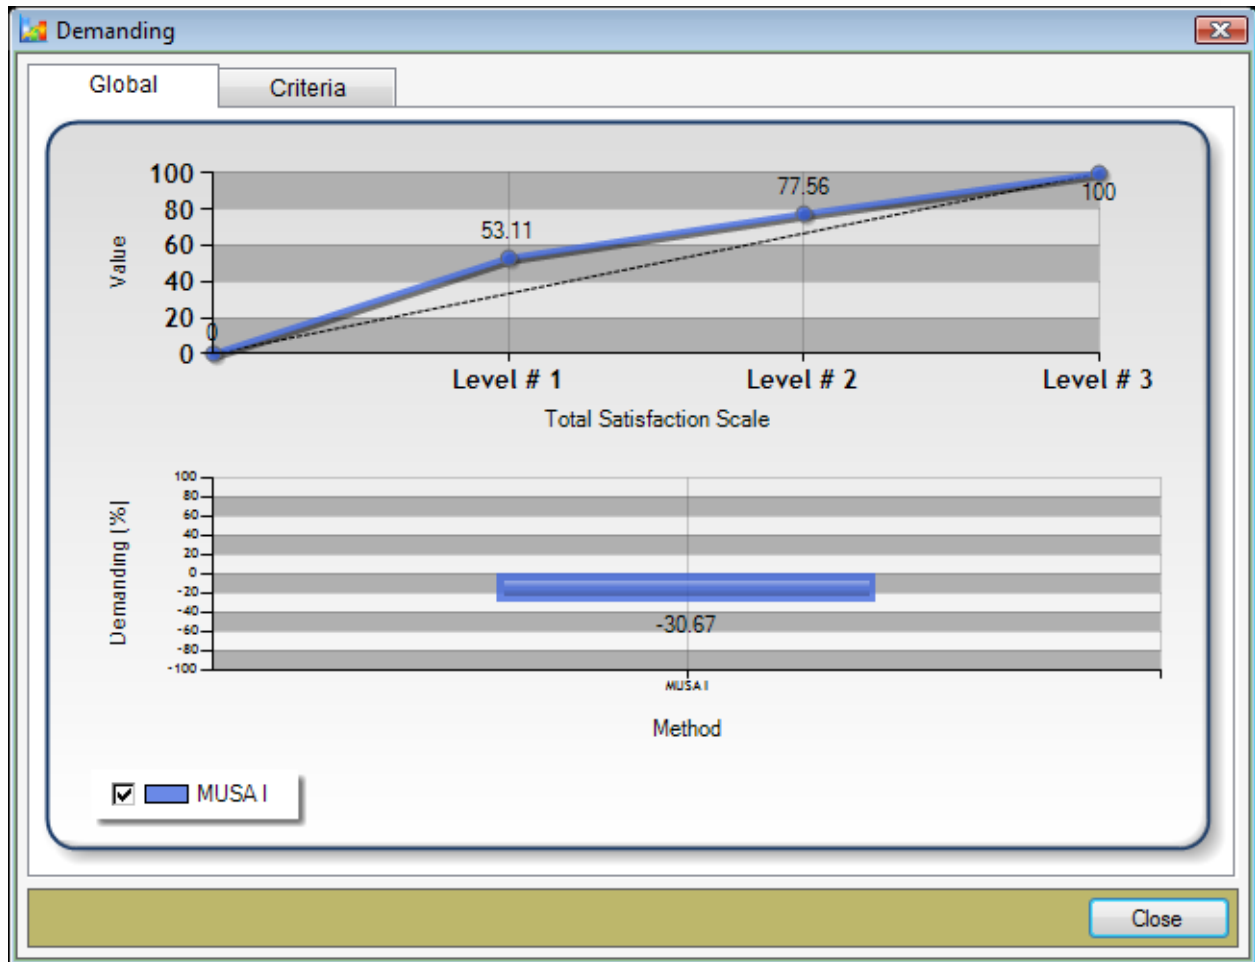 Demanding
Global
Criteria
Value
100
80
60
40
20
0
0
53.11
77.56
100
Level # 1
Level # 2
Level # 3
Total Satisfaction Scale
Demanding (%)
100
80
60
40
20
0
-20
-40
-60
-80
-100
-30.67
MUSA I
Method
MUSA I
Close